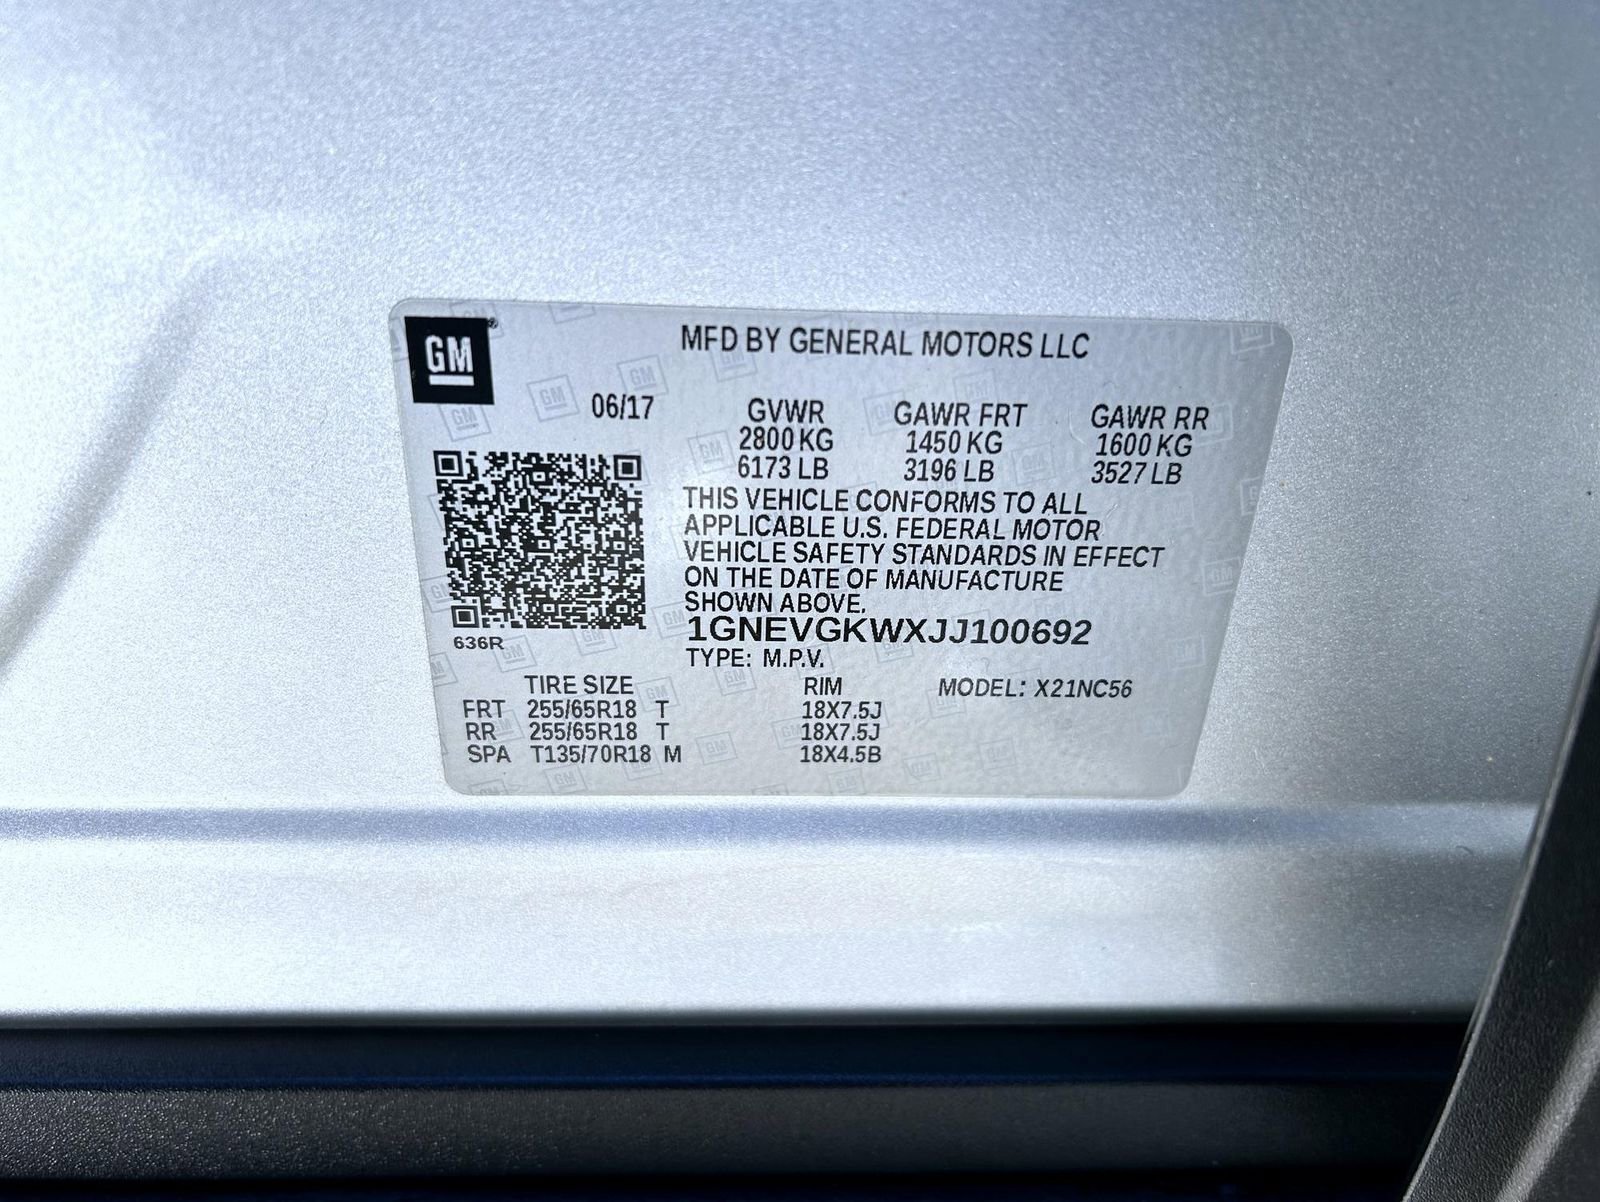 GM
MFD BY GENERAL MOTORS LLC
06/17
GVWR GAWR FRT GAWR RR
2800 KG 1450 KG 1600 KG
6173 LB 3196 LB 3527 LB
THIS VEHICLE CONFORMS TO ALL
APPLICABLE U.S. FEDERAL MOTOR
VEHICLE SAFETY STANDARDS IN EFFECT
ON THE DATE OF MANUFACTURE
SHOWN ABOVE.
1GNEVGKWXJJ100692
636R
TYPE: M.P.V.
TIRE SIZE RIM MODEL: X21NC56
FRT 255/65R18 T 18X7.5J
RR 255/65R18 T 18X7.5J
SPA T135/70R18 M 18X4.5B